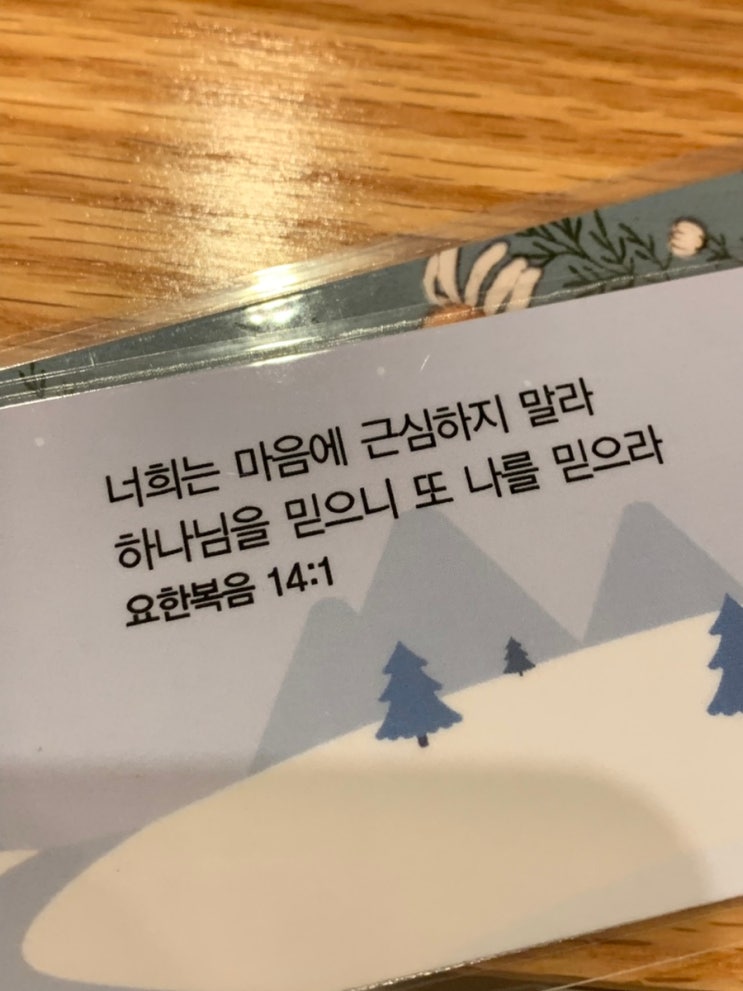 너희는 마음에 근심하지 말라
하나님을 믿으니 또 나를 믿으라
요한복음 14:1